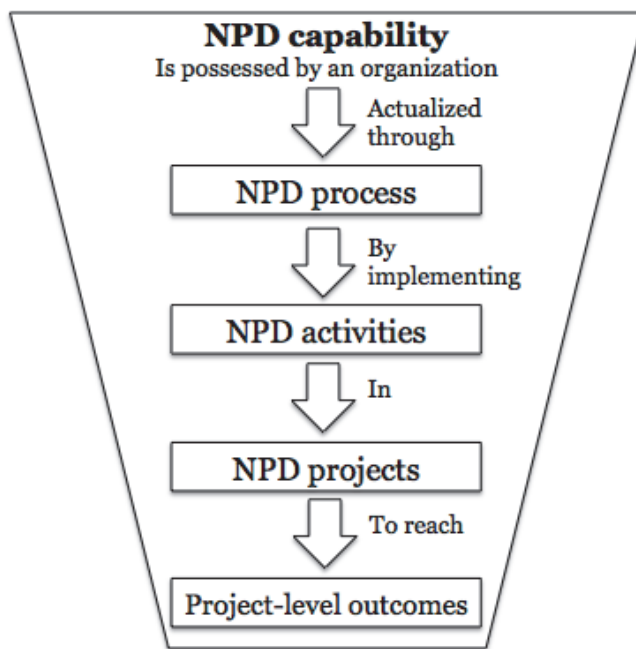 NPD capability
Is possessed by an organization
Actualized
through
NPD process
By
implementing
NPD activities
In
NPD projects
To reach
Project-level outcomes